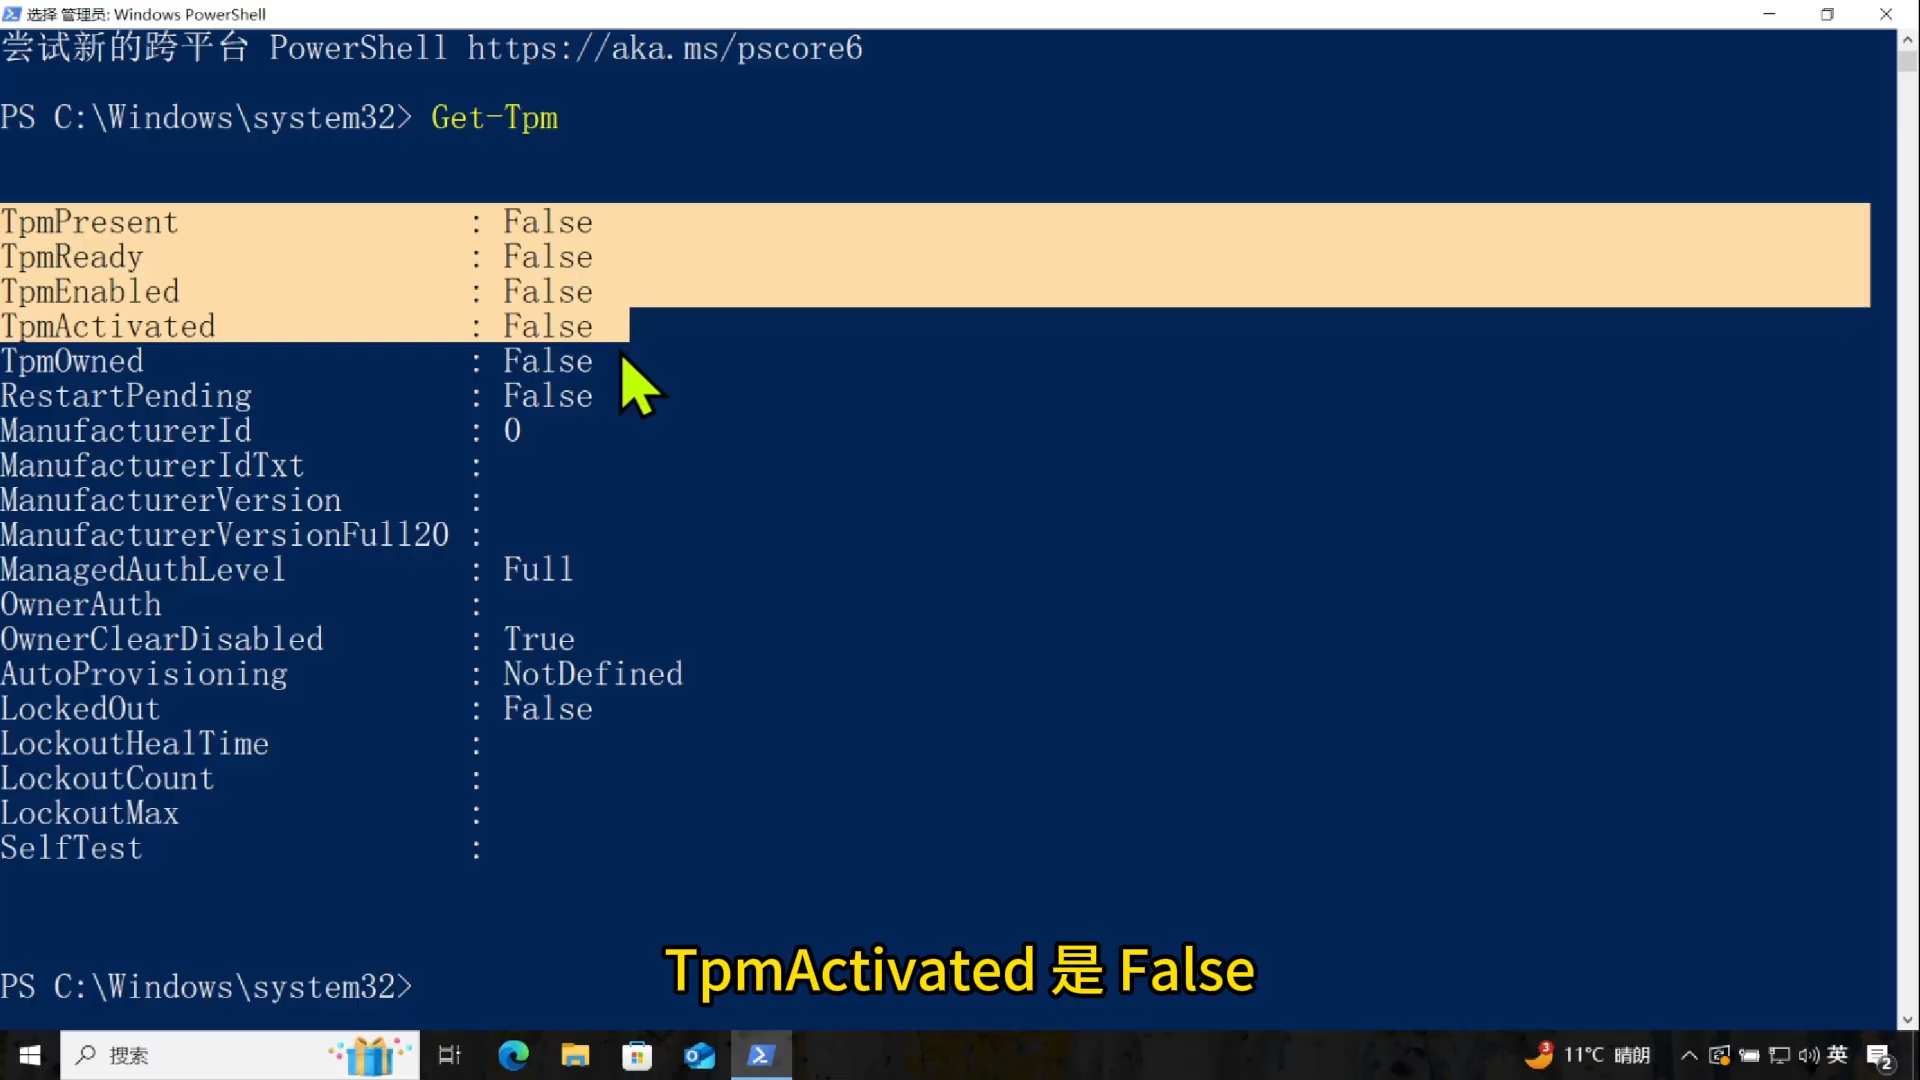 选择 管理员: Windows PowerShell
尝试新的跨平台 PowerShell https://aka.ms/pscore6
PS C:\Windows\system32> Get-Tpm
TpmPresent : False
TpmReady : False
TpmEnabled : False
TpmActivated : False
TpmOwned : False
RestartPending : False
ManufacturerId : 0
ManufacturerIdTxt :
ManufacturerVersion :
ManufacturerVersionFull20 :
ManagedAuthLevel : Full
OwnerAuth :
OwnerClearDisabled : True
AutoProvisioning : NotDefined
LockedOut : False
LockoutHealTime :
LockoutCount :
LockoutMax :
SelfTest :
PS C:\Windows\system32>
TpmActivated 是 False
搜索
3
11°C 晴朗
英
2